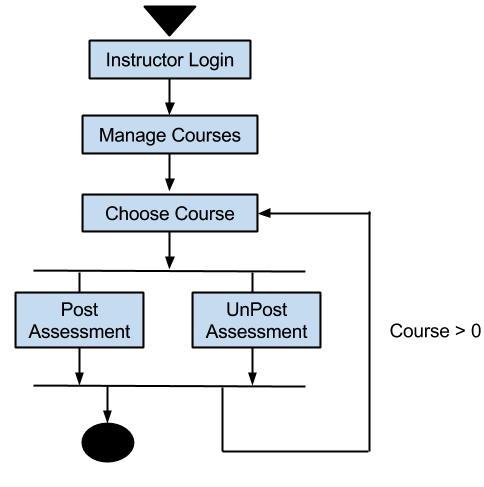 Instructor Login
Manage Courses
Choose Course
Post
Assessment
UnPost
Assessment
Course > 0